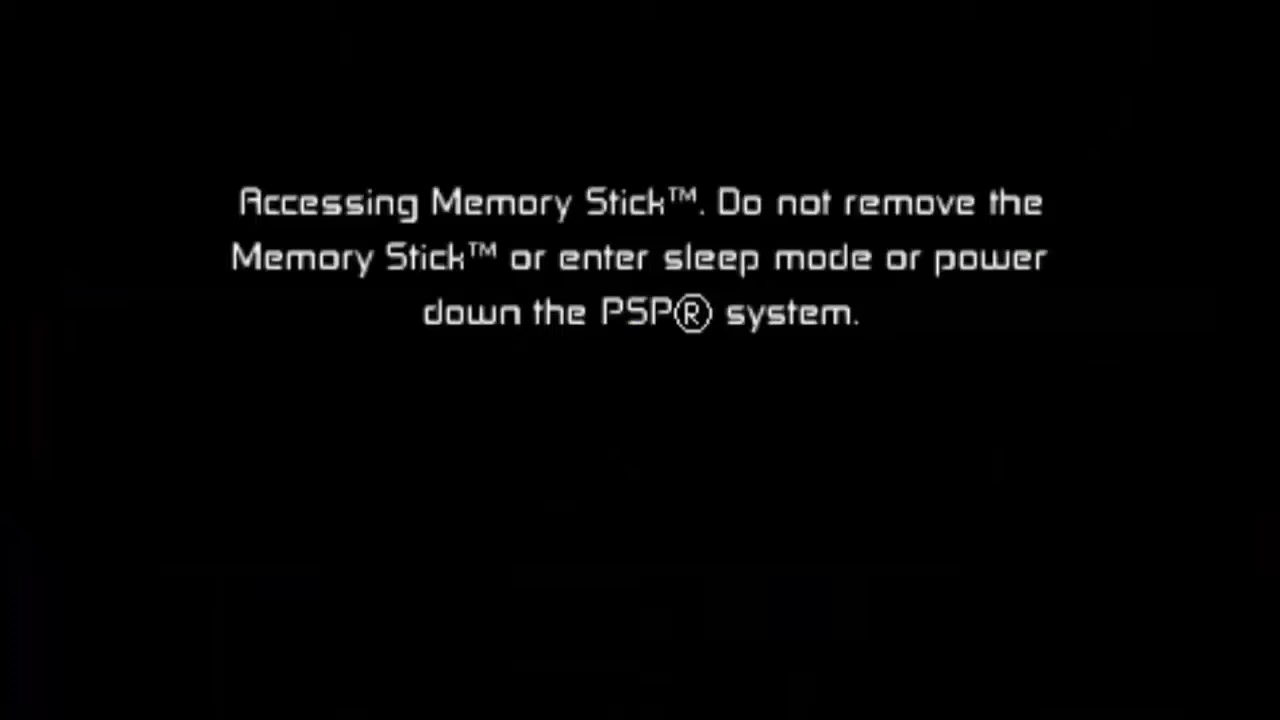 Accessing Memory Stick™. Do not remove the
Memory Stick™ or enter sleep mode or power
down the PSP® system.